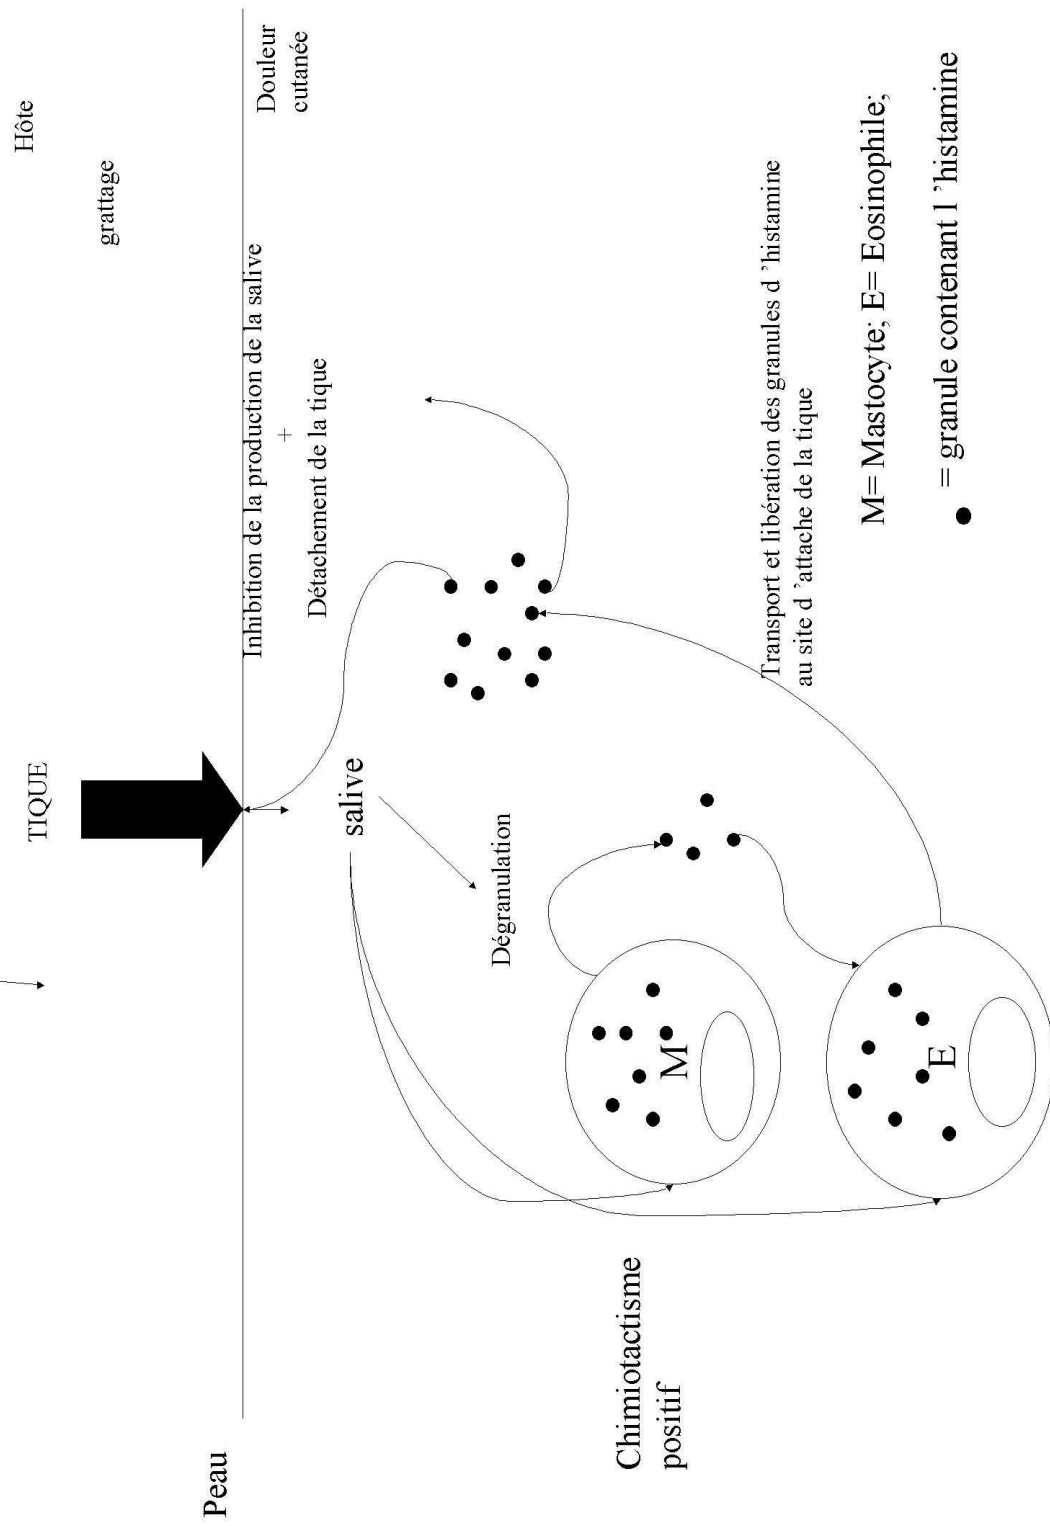 Hôte
grattage
TIQUE
Peau
Douleur
cutanée
Inhibition de la production de la salive
+
Détachement de la tique
salive
Dégranulation
Chimiotactisme
positif
M
E
Transport et libération des granules d ’histamine
au site d ’attache de la tique
M= Mastocyte; E= Eosinophile;
= granule contenant l ’histamine